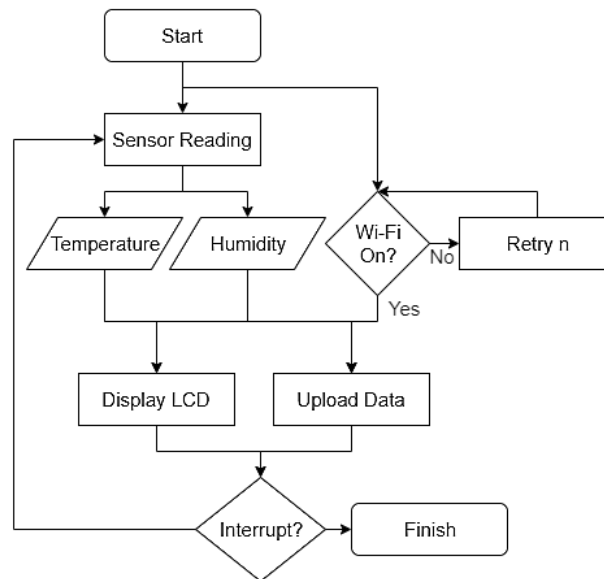 Start
Sensor Reading
Temperature
Humidity
Wi-Fi
On?
No
Retry n
Yes
Display LCD
Upload Data
Interrupt?
Finish